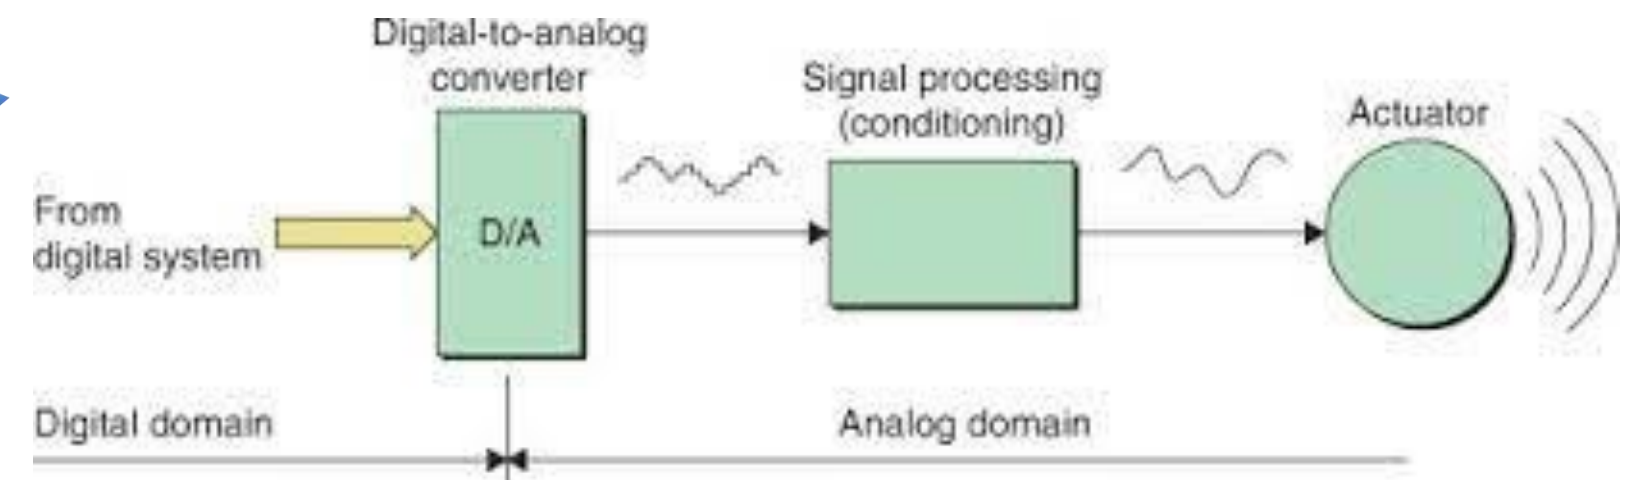 Digital-to-analog
converter
Signal processing
(conditioning)
Actuator
From
digital system
D/A
Digital domain
Analog domain